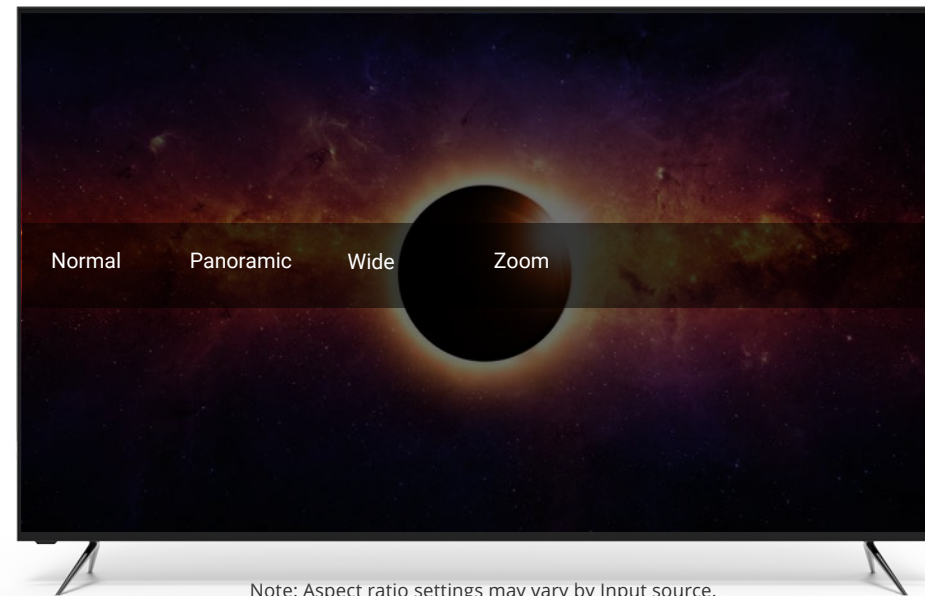 Normal Panoramic Wide Zoom
Note: Aspect ratio settings may vary by Input source.